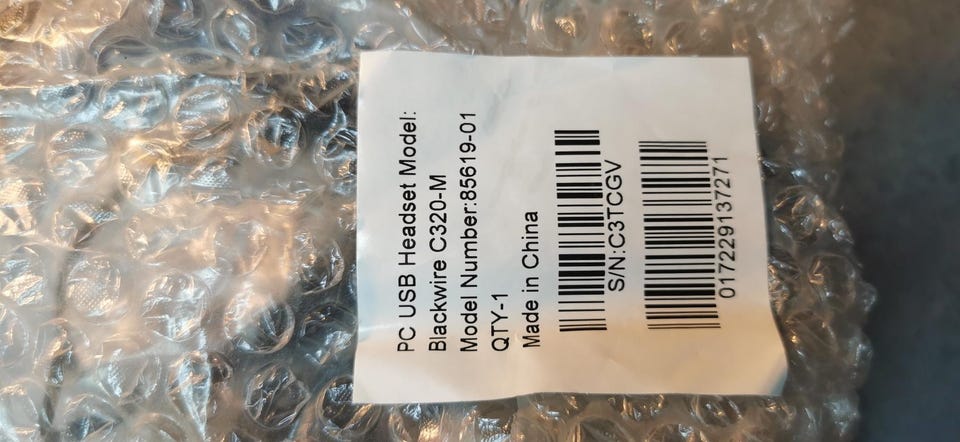 PC USB Headset Model:
Blackwire C320-M
Model Number:85619-01
QTY-1
Made in China
S/N:C3TCGV
017229137271